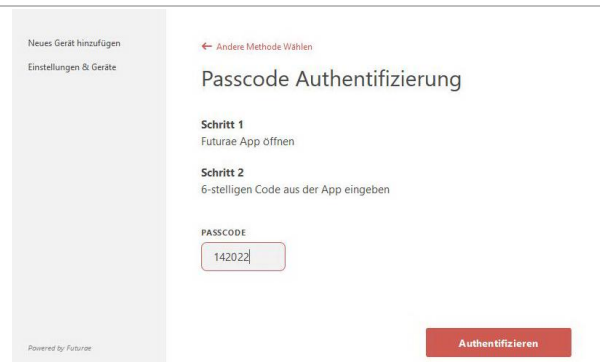 Neues Gerät hinzufügen
Einstellungen & Geräte
← Andere Methode Wählen
Passcode Authentifizierung
Schritt 1
Futurae App öffnen
Schritt 2
6-stelligen Code aus der App eingeben
PASSCODE
142022
Authentifizieren
Powered by Futurae